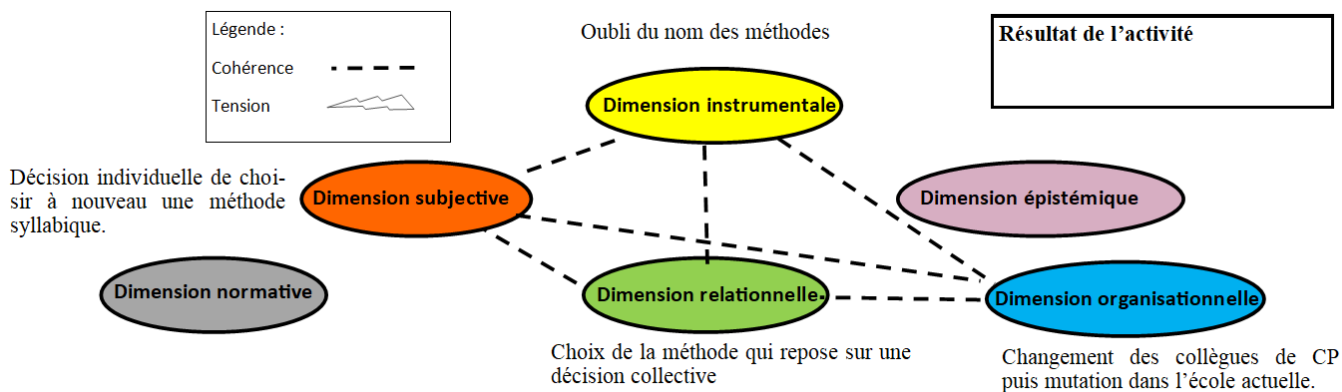 Légende :
Cohérence
Tension
Oubli du nom des méthodes
Résultat de l’activité
Dimension instrumentale
Décision individuelle de choi-
sir à nouveau une méthode
syllabique.
Dimension subjective
Dimension épistémique
Dimension normative
Dimension relationnelle
Dimension organisationnelle
Choix de la méthode qui repose sur une
décision collective
Changement des collègues de CP
puis mutation dans l’école actuelle.